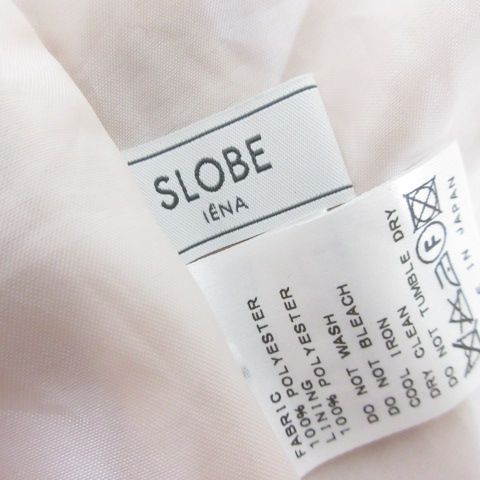 SLOBE
IÉNA
FABRIC POLYESTER
100% POLYESTER
LINING
100% POLYESTER
DO NOT WASH
DO NOT BLEACH
COOL IRON
DRY CLEAN
DO NOT TUMBLE DRY
F
IN JAPAN